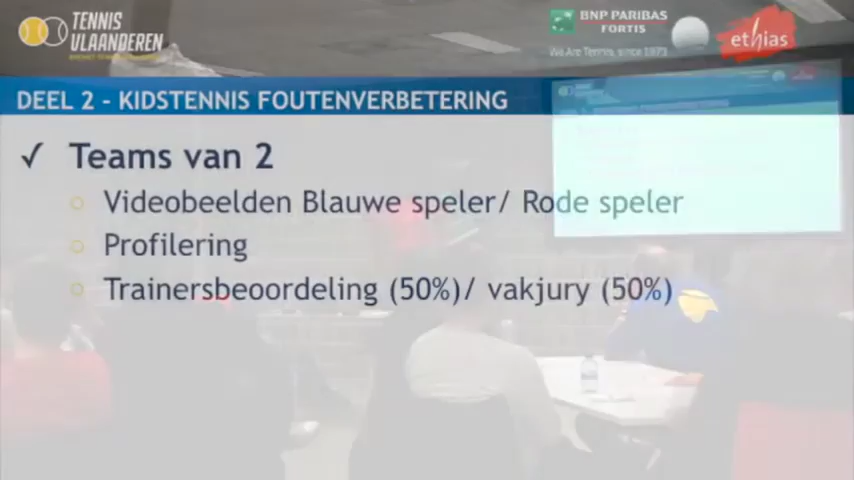 TENNIS
VLAANDEREN
BNP PARIBAS
FORTIS
We Are Tennis, since 1973
ethias
DEEL 2 - KIDSTENNIS FOUTENVERBETERING
✓ Teams van 2
○ Videobeelden Blauwe speler/ Rode speler
○ Profilering
○ Trainersbeoordeling (50%)/ vakjury (50%)